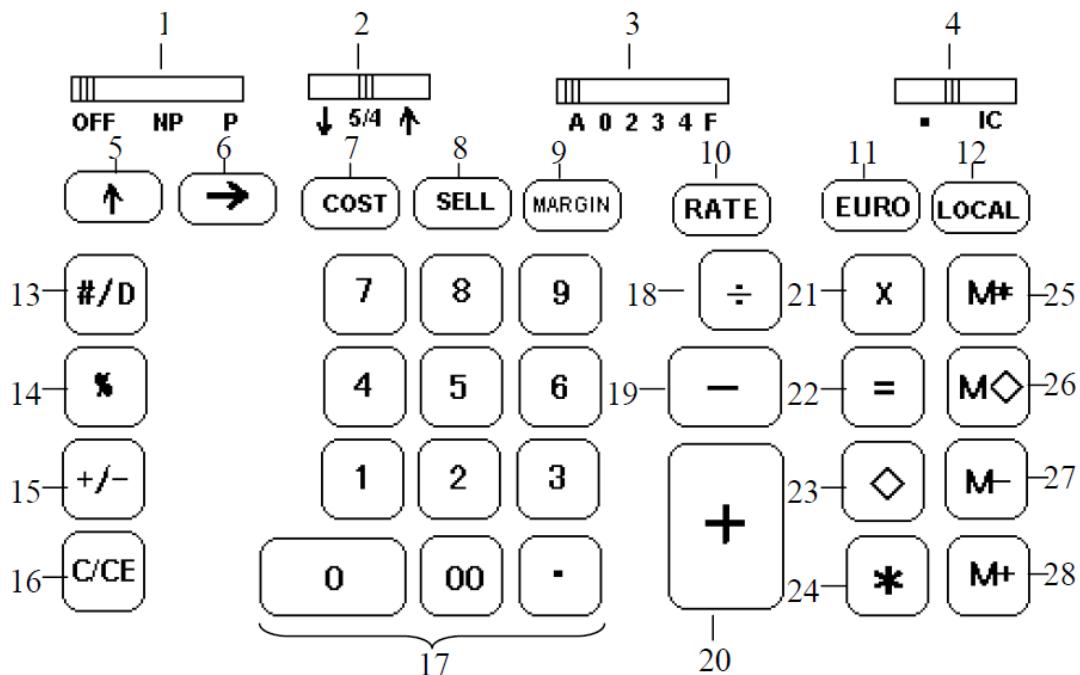 1 2 3 4
OFF NP P ↓ 5/4 ↑ A 0 2 3 4 F ▪ IC
5 6 7 8 9 10 11 12
↑ → COST SELL MARGIN RATE EURO LOCAL
13 #/D 7 8 9 18 ÷ 21 X M* 25
14 % 4 5 6 19 − 22 = M◇ 26
15 +/− 1 2 3 + 23 ◇ M− 27
16 C/CE 0 00 ▪ 24 * M+ 28
17 20